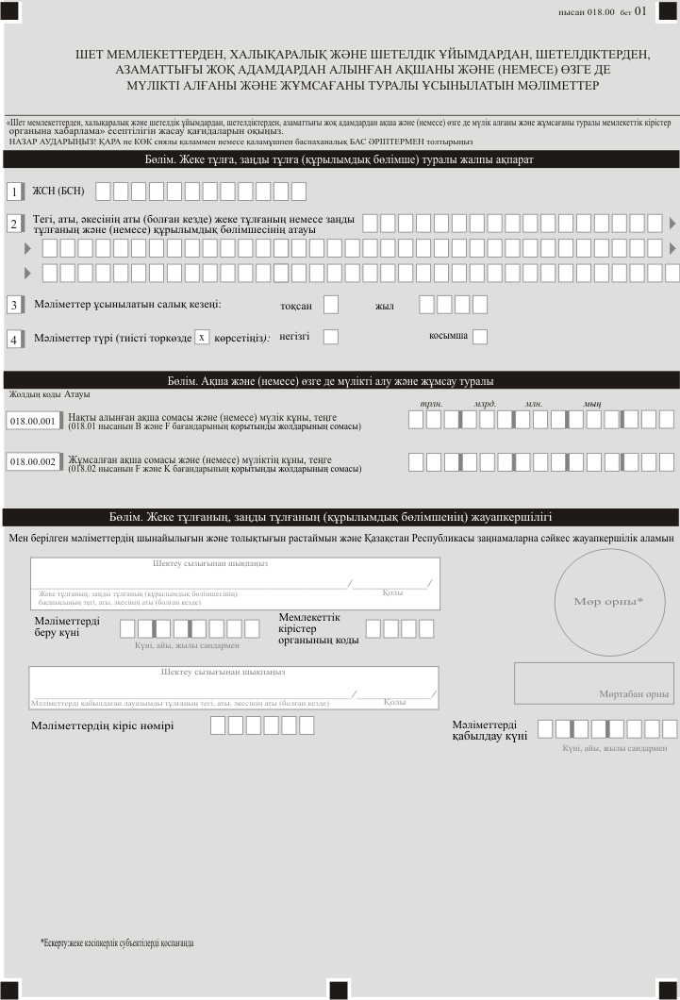 нысан 018.00 бет 01
ШЕТ МЕМЛЕКЕТТЕРДЕН, ХАЛЫҚАРАЛЫҚ ЖӘНЕ ШЕТЕЛДІК ҰЙЫМДАРДАН, ШЕТЕЛДІКТЕРДЕН,
АЗАМАТТЫҒЫ ЖОҚ АДАМДАРДАН АЛЫНҒАН АҚШАНЫ ЖӘНЕ (НЕМЕСЕ) ӨЗГЕ ДЕ
МҮЛІКТІ АЛҒАНЫ ЖӘНЕ ЖҰМСАҒАНЫ ТУРАЛЫ ҰСЫНЫЛАТЫН МӘЛІМЕТТЕР
«Шет мемлекеттерден, халықаралық және шетелдік ұйымдардан, шетелдіктерден, азаматтығы жоқ адамдардан ақша және (немесе) өзге де мүлік алғаны және жұмсағаны туралы мемлекеттік кірістер
органына хабарлама» есептілігін жасау қағидаларын оқыңыз.
НАЗАР АУДАРЫҢЫЗ! ҚАРА не КӨК сиялы қаламмен немесе қаламұшпен баспаханалық БАС ӘРІПТЕРМЕН толтырыңыз
Бөлім. Жеке тұлға, заңды тұлға (құрылымдық бөлімше) туралы жалпы ақпарат
1 ЖСН (БСН)
2 Тегі, аты, әкесінің аты (болған кезде) жеке тұлғаның немесе заңды
тұлғаның және (немесе) құрылымдық бөлімшесінің атауы
3 Мәліметтер ұсынылатын салық кезеңі: тоқсан жыл
4 Мәліметтер түрі (тиісті торкөзде x көрсетіңіз): негізгі косымша
Бөлім. Ақша және (немесе) өзге де мүлікті алу және жұмсау туралы
Жолдың коды Атауы
трлн. млрд. млн. мың
018.00.001 Нақты алынған ақша сомасы және (немесе) мүлік құны, теңге
(018.01 нысанын В және F бағандарының қорытынды жолдарының сомасы)
018.00.002 Жұмсалған ақша сомасы және (немесе) мүліктің құны, теңге
(018.02 нысанын F және K бағандарының қорытынды жолдарының сомасы)
Бөлім. Жеке тұлғаның, заңды тұлғаның (құрылымдық бөлімшенің) жауапкершілігі
Мен берілген мәліметтердің шынайылығын және толықтығын растаймын және Қазақстан Республикасы заңнамаларна сәйкес жауапкершілік аламын
Шектеу сызығынан шықпаңыз
/ /
Жеке тұлғаның, заңды тұлғаның (құрылымдық бөлімшесінің)
басшысының тегі, аты, әкесінің аты (болған кезде)
Қолы
Мөр орны*
Мәліметтерді
беру күні
Күні, айы, жылы сандармен
Мемлекеттік
кірістер
органының коды
Шектеу сызығынан шықпаңыз
/ /
Мәліметтерді қабылдаған лауазымды тұлғаның тегі, аты, әкесінің аты (болған кезде) Қолы
Мөртабан орны
Мәліметтердің кіріс нөмірі
Мәліметтерді
қабылдау күні
Күні, айы, жылы сандармен
*Ескерту:жеке кәсіпкерлік субъектілерді қоспағанда